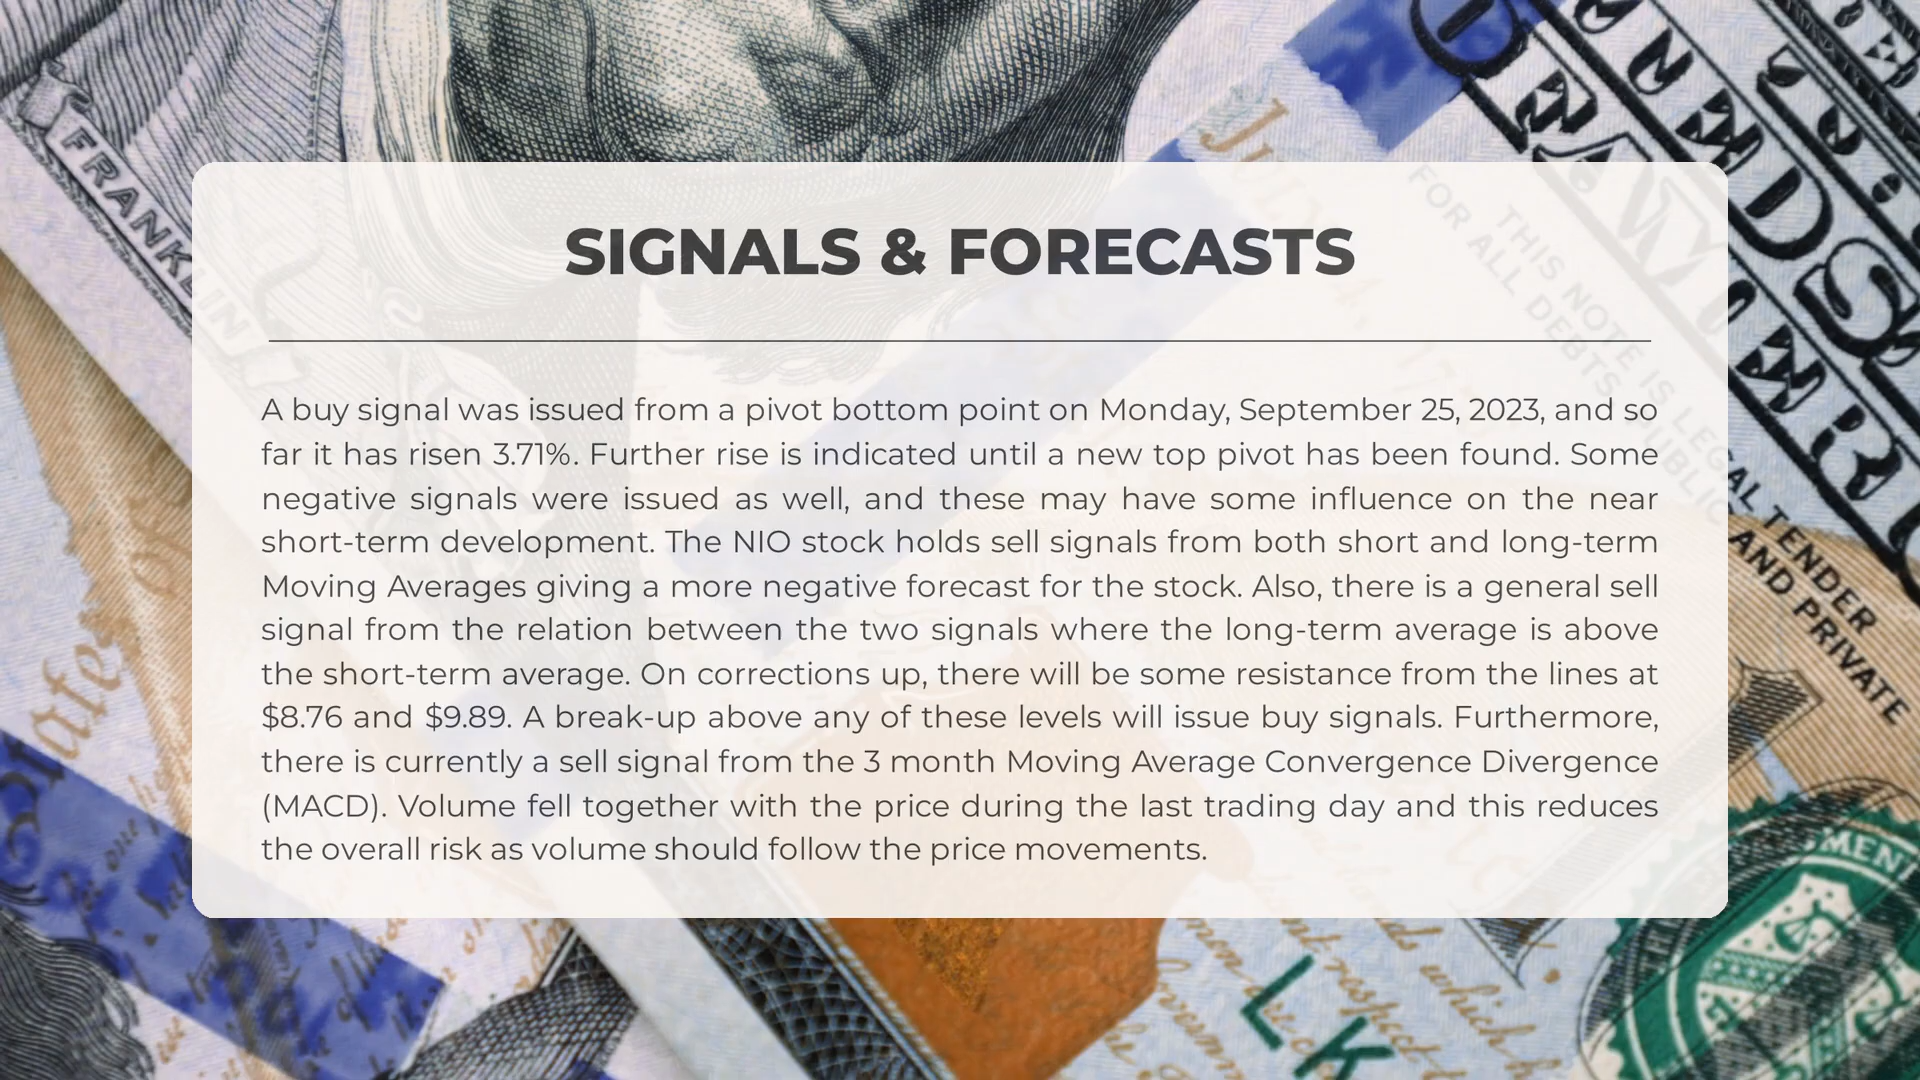 SIGNALS & FORECASTS
A buy signal was issued from a pivot bottom point on Monday, September 25, 2023, and so
far it has risen 3.71%. Further rise is indicated until a new top pivot has been found. Some
negative signals were issued as well, and these may have some influence on the near
short-term development. The NIO stock holds sell signals from both short and long-term
Moving Averages giving a more negative forecast for the stock. Also, there is a general sell
signal from the relation between the two signals where the long-term average is above
the short-term average. On corrections up, there will be some resistance from the lines at
$8.76 and $9.89. A break-up above any of these levels will issue buy signals. Furthermore,
there is currently a sell signal from the 3 month Moving Average Convergence Divergence
(MACD). Volume fell together with the price during the last trading day and this reduces
the overall risk as volume should follow the price movements.
FRANKLIN
THIS NOTE IS LEGAL TENDER
FOR ALL DEBTS, PUBLIC AND PRIVATE
LK